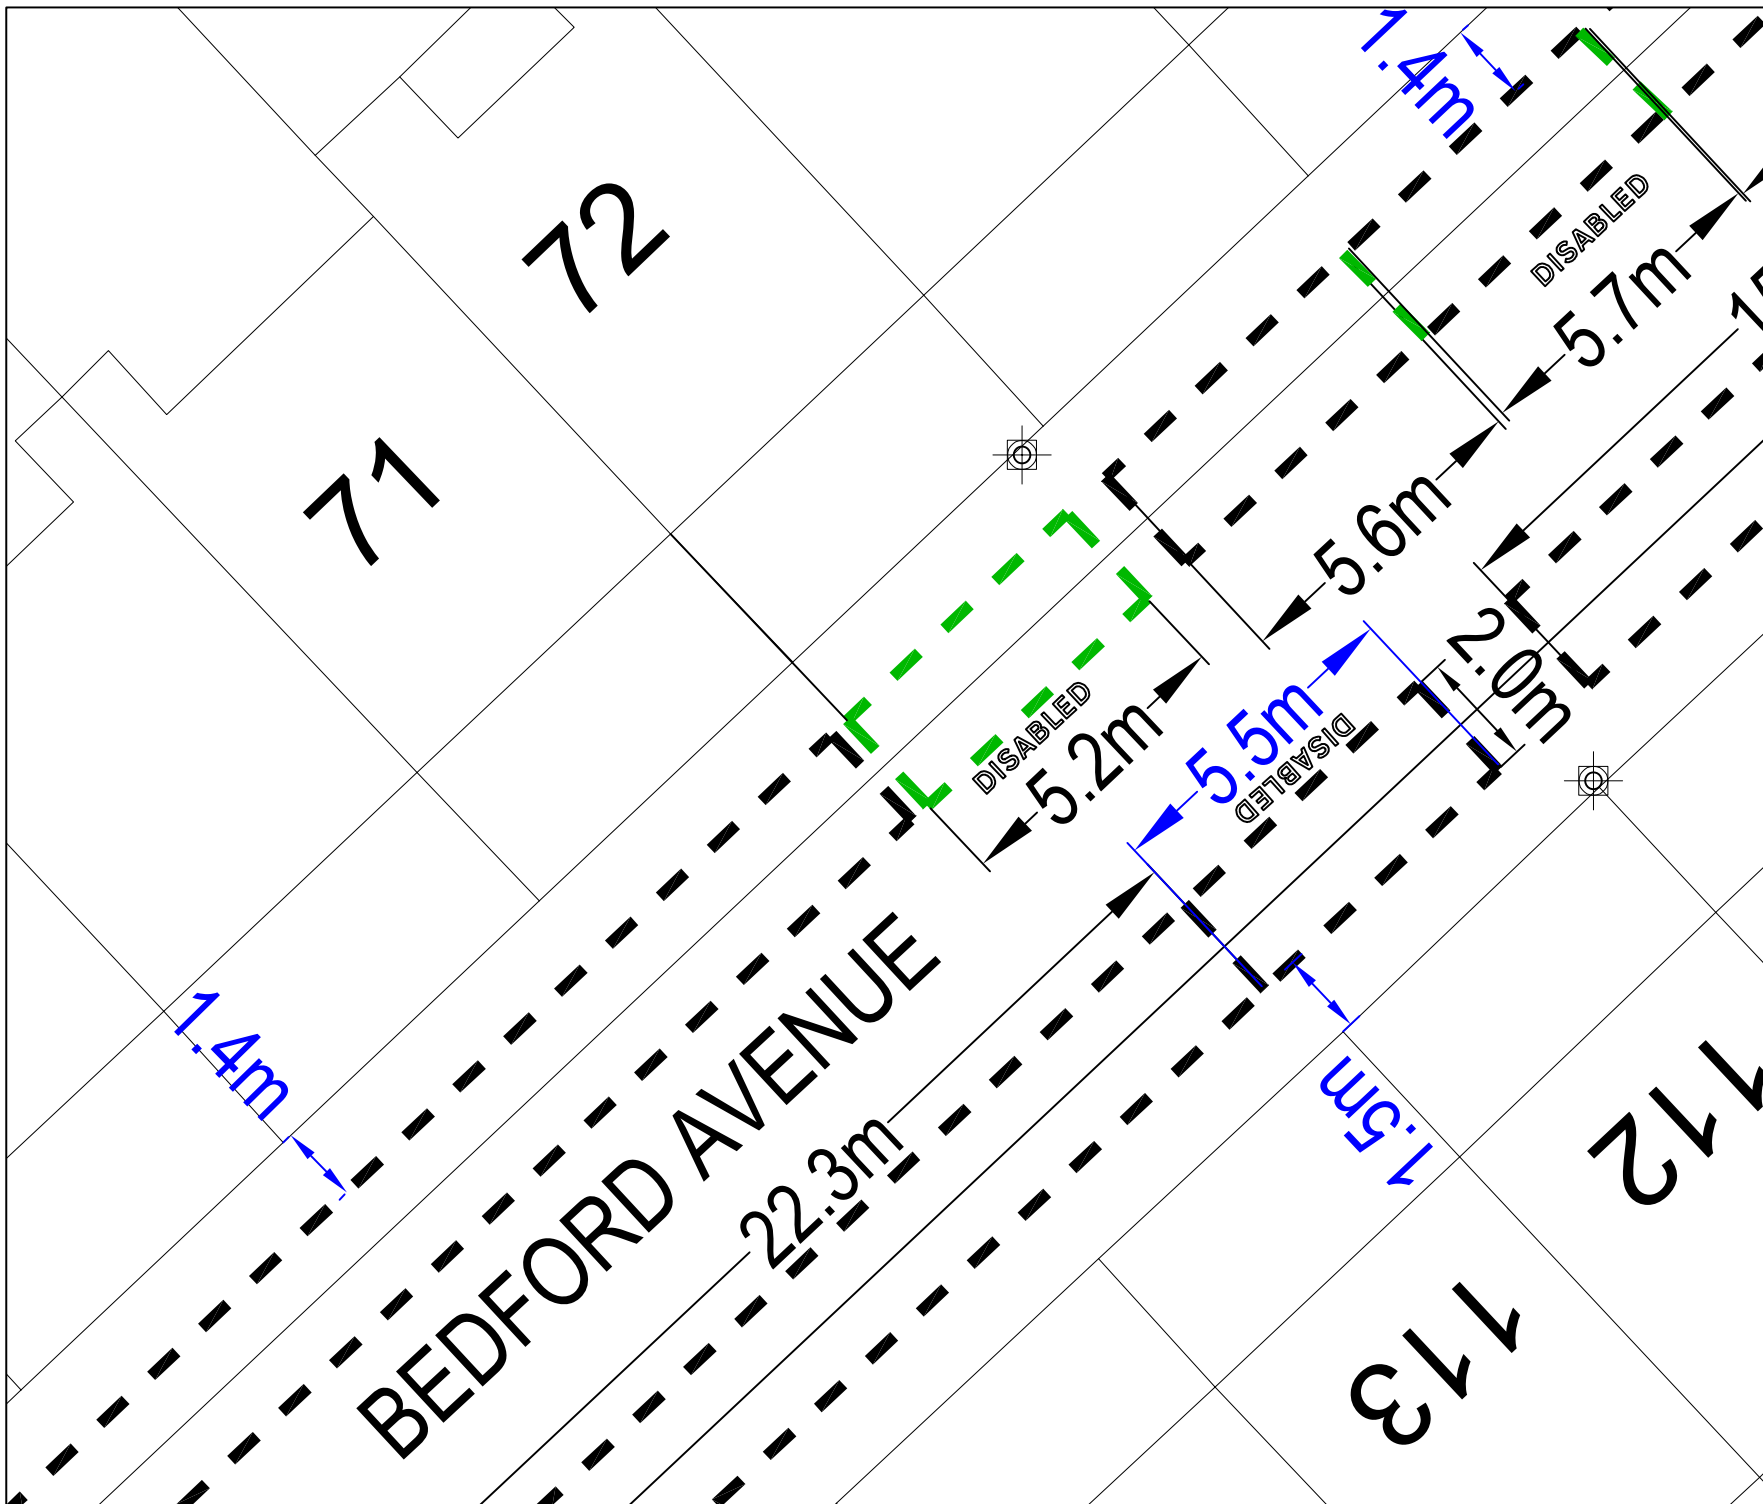 1.4m
72
DISABLED
5.7m
71
5.6m
2.0m
5.5m
DISABLED
DISABLED
5.2m
BEDFORD AVENUE
1.4m
1.5m
112
22.3m
113